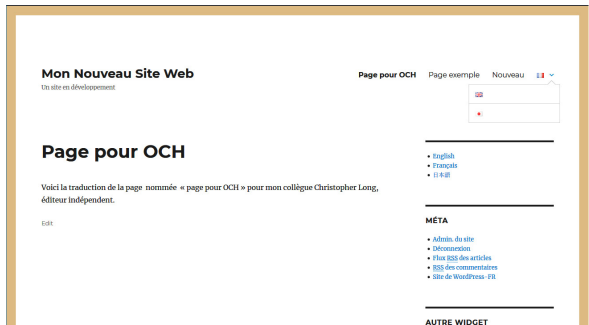 Mon Nouveau Site Web
Un site en développement
Page pour OCH Page exemple Nouveau
Page pour OCH
Voici la traduction de la page nommée « page pour OCH » pour mon collègue Christopher Long,
éditeur indépendent.
Edit
English
Français
日本語
MÉTA
Admin. du site
Déconnexion
Flux RSS des articles
RSS des commentaires
Site de WordPress-FR
AUTRE WIDGET